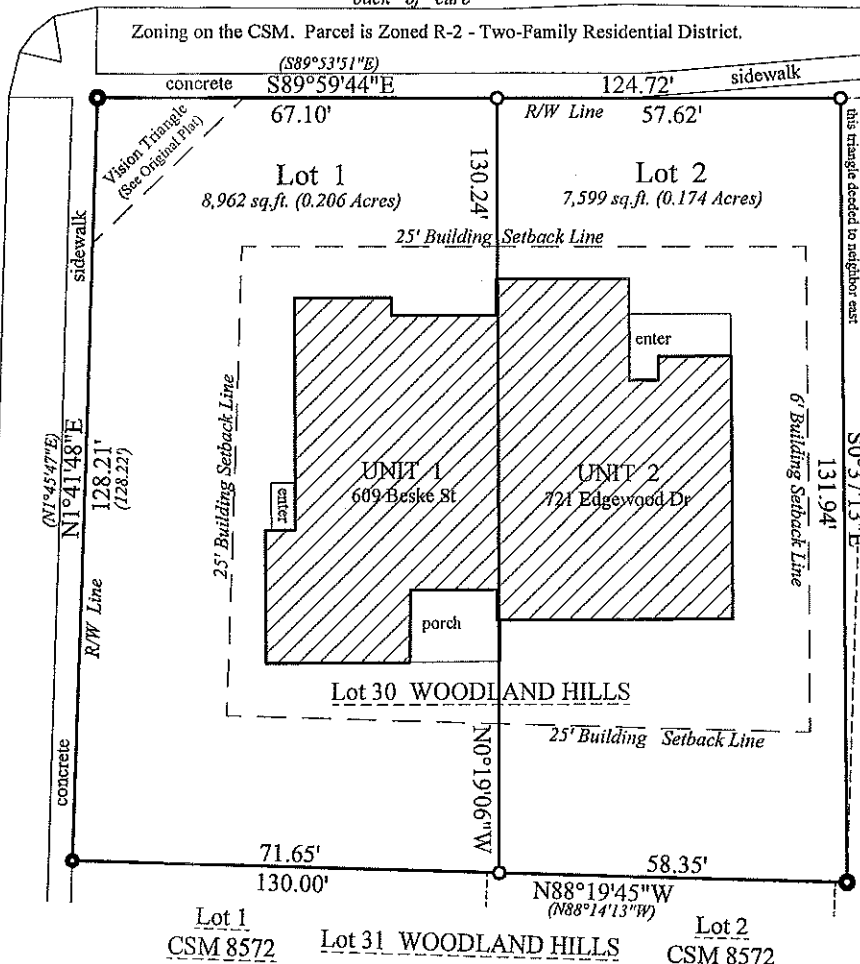 back of curb
Zoning on the CSM. Parcel is Zoned R-2 - Two-Family Residential District.
(S89°53'51"E)
concrete S89°59'44"E 124.72' sidewalk
67.10' R/W Line 57.62'
Vision Triangle
(See Original Plat)
this triangle deeded to neighbor east
Lot 1
8,962 sq.ft. (0.206 Acres)
130.24'
Lot 2
7,599 sq.ft. (0.174 Acres)
sidewalk
25' Building Setback Line
enter
25' Building Setback Line
6' Building Setback Line
(N1°45'47"E)
N1°41'48"E
128.21'
(128.22')
131.94'
UNIT 1
609 Beske St
UNIT 2
721 Edgewood Dr
enter
R/W Line
porch
Lot 30 WOODLAND HILLS
25' Building Setback Line
N0°19'06"W
concrete
71.65' 58.35'
130.00'
N88°19'45"W
(N88°14'13"W)
Lot 1
CSM 8572
Lot 31 WOODLAND HILLS
Lot 2
CSM 8572